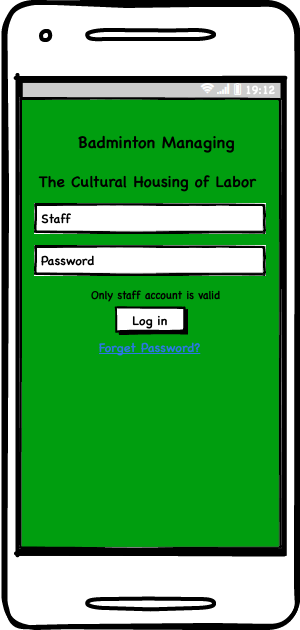 19:12
Badminton Managing
The Cultural Housing of Labor
Staff
Password
Only staff account is valid
Log in
Forget Password?